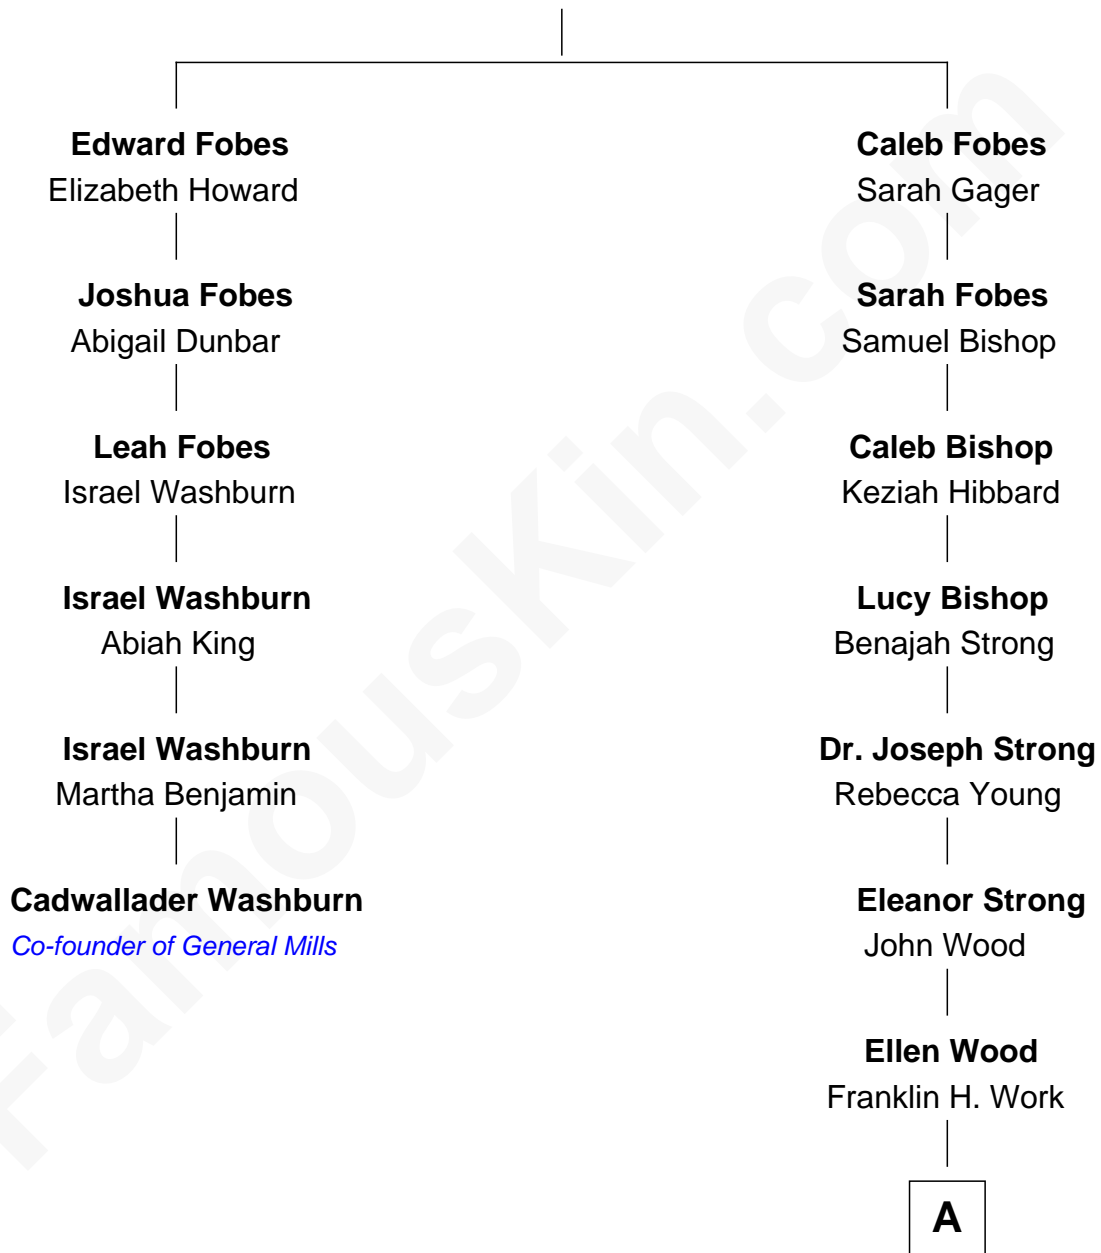 Edward Fobes
Elizabeth Howard
Joshua Fobes
Abigail Dunbar
Leah Fobes
Israel Washburn
Israel Washburn
Abiah King
Israel Washburn
Martha Benjamin
Cadwallader Washburn
Co-founder of General Mills
Caleb Fobes
Sarah Gager
Sarah Fobes
Samuel Bishop
Caleb Bishop
Keziah Hibbard
Lucy Bishop
Benajah Strong
Dr. Joseph Strong
Rebecca Young
Eleanor Strong
John Wood
Ellen Wood
Franklin H. Work
A
FamousKin.com